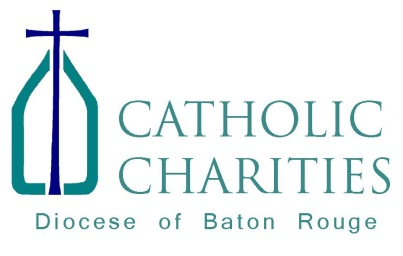 CATHOLIC
CHARITIES
Diocese of Baton Rouge